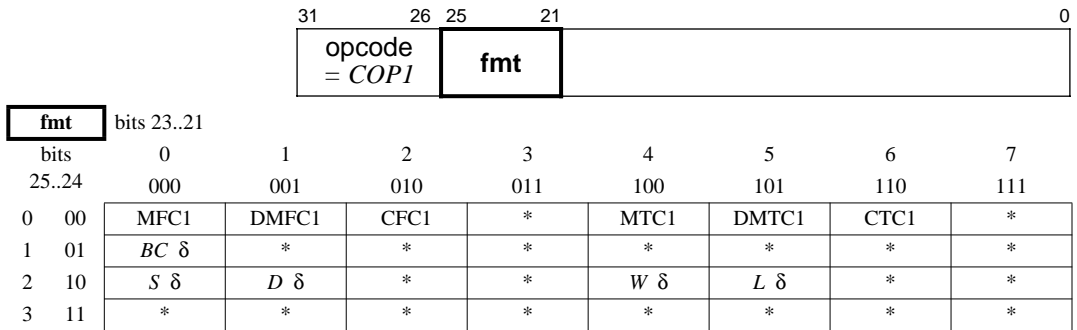 31 26 25 21 0
opcode fmt
= COP1
fmt bits 23..21
bits 0 1 2 3 4 5 6 7
25..24 000 001 010 011 100 101 110 111
0 00 MFC1 DMFC1 CFC1 * MTC1 DMTC1 CTC1 *
1 01 BC δ * * * * * * *
2 10 S δ D δ * * W δ L δ * *
3 11 * * * * * * * *